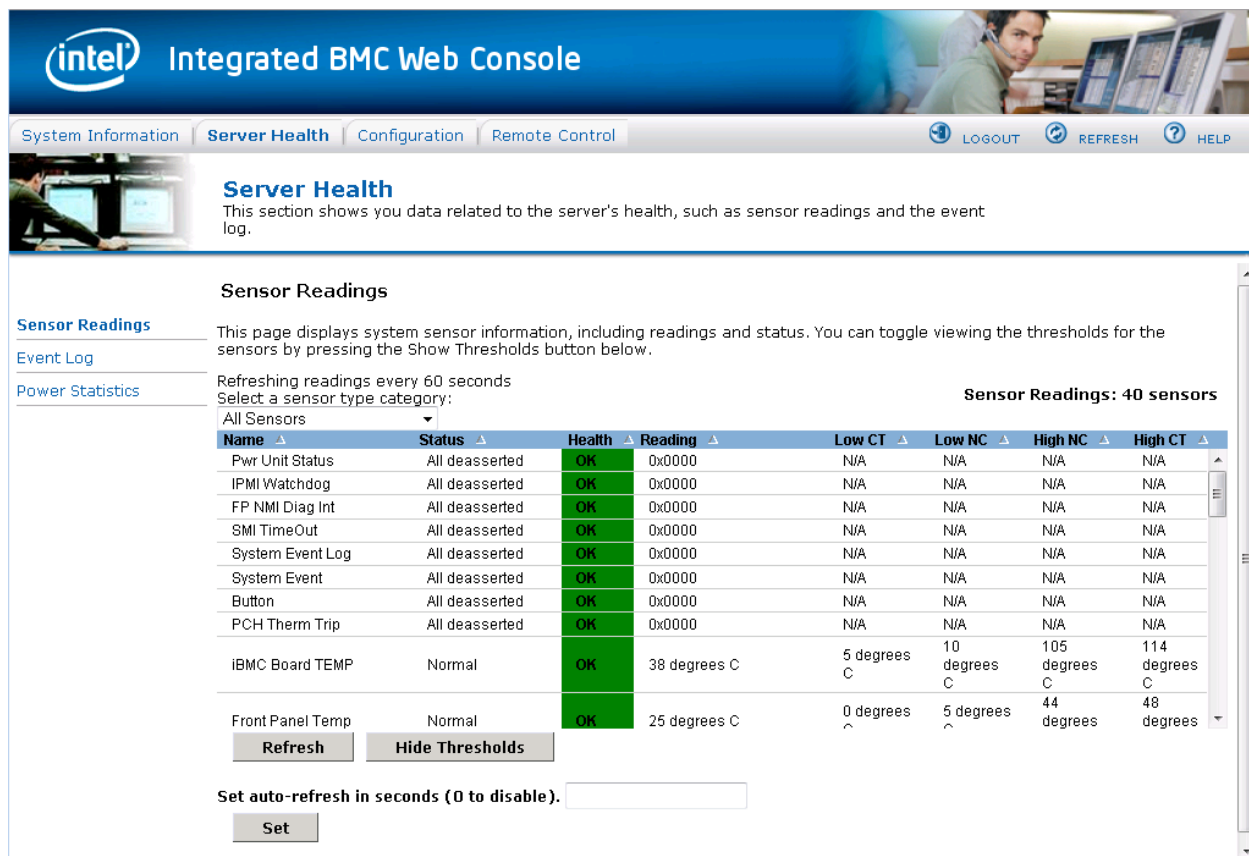 intel Integrated BMC Web Console
System Information Server Health Configuration Remote Control LOGOUT REFRESH HELP
Server Health
This section shows you data related to the server's health, such as sensor readings and the event
log.
Sensor Readings
Event Log
Power Statistics
Sensor Readings
This page displays system sensor information, including readings and status. You can toggle viewing the thresholds for the
sensors by pressing the Show Thresholds button below.
Refreshing readings every 60 seconds
Select a sensor type category:
Sensor Readings: 40 sensors
All Sensors
Name Status Health Reading Low CT Low NC High NC High CT
Pwr Unit Status All deasserted OK 0x0000 N/A N/A N/A N/A
IPMI Watchdog All deasserted OK 0x0000 N/A N/A N/A N/A
FP NMI Diag Int All deasserted OK 0x0000 N/A N/A N/A N/A
SMI TimeOut All deasserted OK 0x0000 N/A N/A N/A N/A
System Event Log All deasserted OK 0x0000 N/A N/A N/A N/A
System Event All deasserted OK 0x0000 N/A N/A N/A N/A
Button All deasserted OK 0x0000 N/A N/A N/A N/A
PCH Therm Trip All deasserted OK 0x0000 N/A N/A N/A N/A
iBMC Board TEMP Normal OK 38 degrees C 5 degrees C 10 degrees C 105 degrees C 114 degrees C
Front Panel Temp Normal OK 25 degrees C 0 degrees 5 degrees 44 degrees 48 degrees
Refresh Hide Thresholds
Set auto-refresh in seconds (0 to disable).
Set